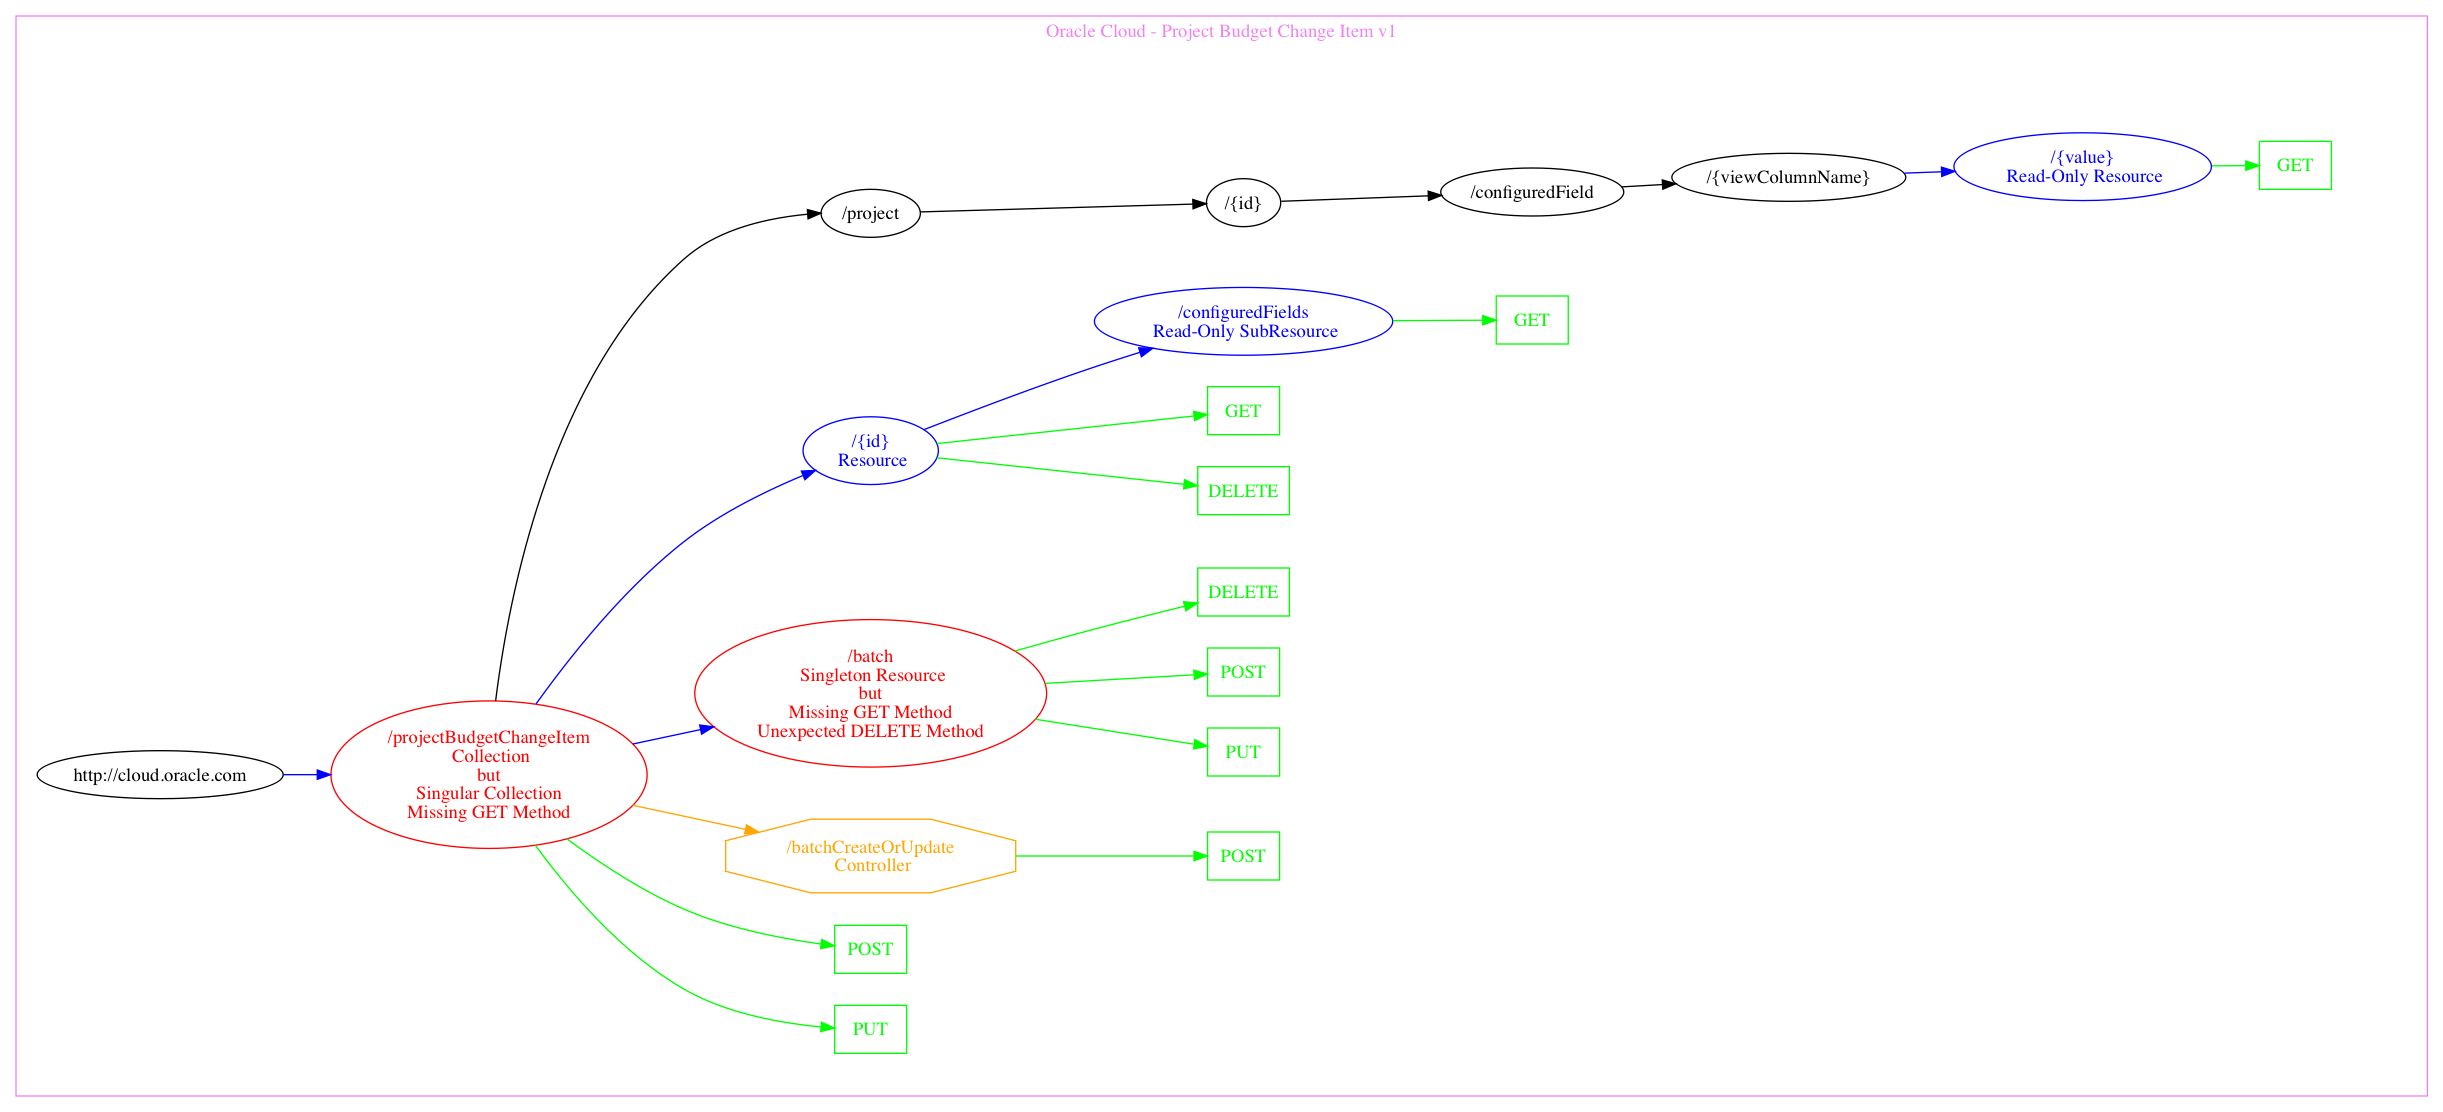 Oracle Cloud - Project Budget Change Item v1
/{value}
Read-Only Resource
GET
/{viewColumnName}
/configuredField
/{id}
/project
/configuredFields
Read-Only SubResource
GET
GET
/{id}
Resource
DELETE
DELETE
/batch
Singleton Resource
but
Missing GET Method
Unexpected DELETE Method
POST
PUT
/projectBudgetChangeItem
Collection
but
Singular Collection
Missing GET Method
http://cloud.oracle.com
/batchCreateOrUpdate
Controller
POST
POST
PUT